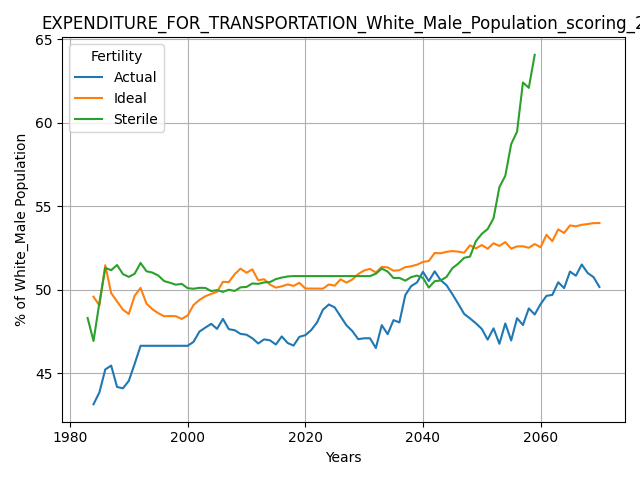 EXPENDITURE_FOR_TRANSPORTATION_White_Male_Population_scoring_2
65
60
55
50
45
% of White_Male Population
Fertility
Actual
Ideal
Sterile
1980 2000 2020 2040 2060
Years